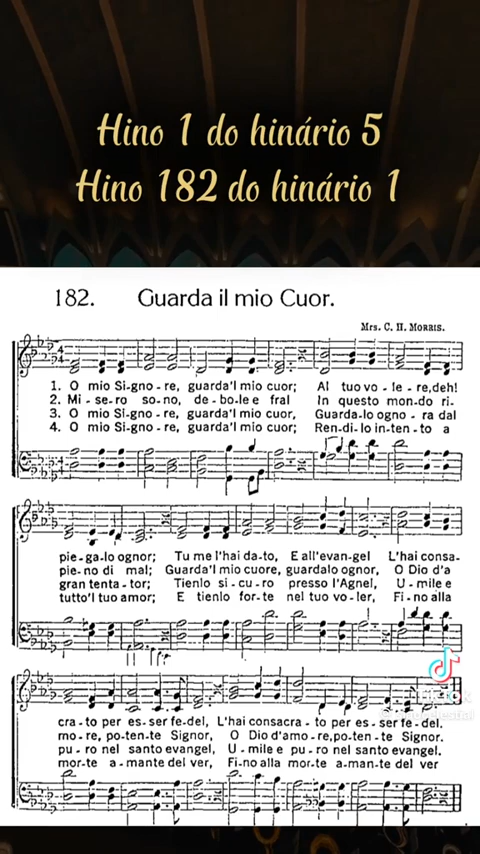 Hino 1 do hinário 5
Hino 182 do hinário 1
182. Guarda il mio Cuor.
Mrs. C. H. MORRIS.
1. O mio Si-gno-re, guarda'l mio cuor; Al tuo vo-le-re, deh!
2. Mi-se-ro so-no, de-bo-le e fral In questo mon-do ri-
3. O mio Si-gno-re, guarda'l mio cuor, Guarda-lo ogno-ra dal
4. O mio Si-gno-re, guarda'l mio cuor; Ren-di-lo in-ten-to a
pie-ga-lo ognor; Tu me l'hai da-to, E all'evan-gel L'hai consa-
pie-no di mal; Guarda'l mio cuore, guardalo ognor, O Dio d'a-
gran tenta-tor; Tienlo si-cu-ro presso l'Agnel, U-mile e
tutto'l tuo amor; E tienlo for-te nel tuo vo-ler, Fi-no alla
cra-to per es-ser fe-del, L'hai consacra-to per es-ser fe-del.
mo-re, po-ten-te Signor, O Dio d'amo-re, po-ten-te Signor.
pu-ro nel santo evangel, U-mile e pu-ro nel santo evangel.
mor-te a-mante del ver, Fi-no alla mor-te a-man-te del ver